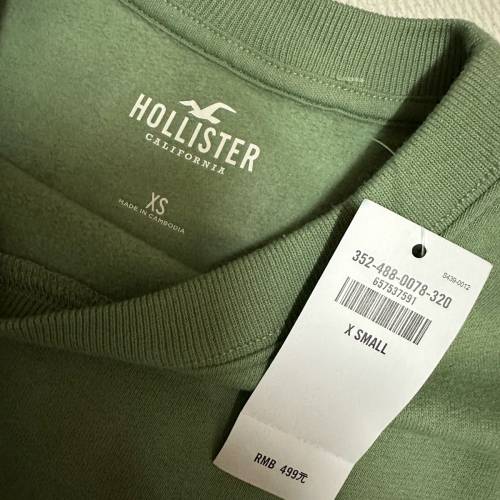 HOLLISTER
CALIFORNIA
XS
MADE IN CAMBODIA
352-488-0078-320
657537591
S439-0012
X SMALL
RMB 499元